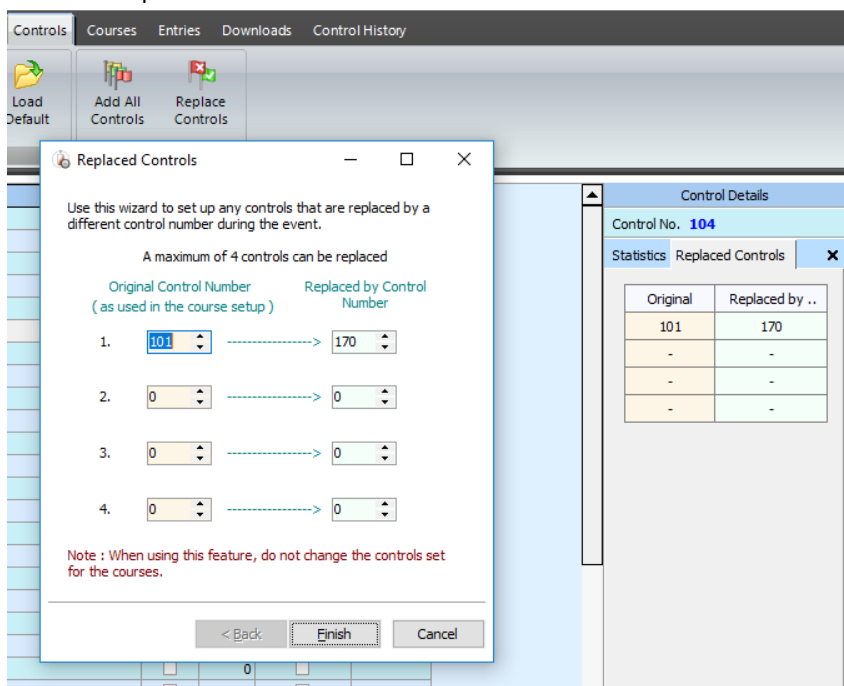 Controls Courses Entries Downloads Control History
Load Default
Add All Controls
Replace Controls
Replaced Controls
Use this wizard to set up any controls that are replaced by a
different control number during the event.
A maximum of 4 controls can be replaced
Original Control Number
( as used in the course setup )
Replaced by Control
Number
1. 101 -----------------> 170
2. 0 -----------------> 0
3. 0 -----------------> 0
4. 0 -----------------> 0
Note : When using this feature, do not change the controls set
for the courses.
< Back Finish Cancel
0
Control Details
Control No. 104
Statistics Replaced Controls
Original Replaced by ..
101 170
- -
- -
- -